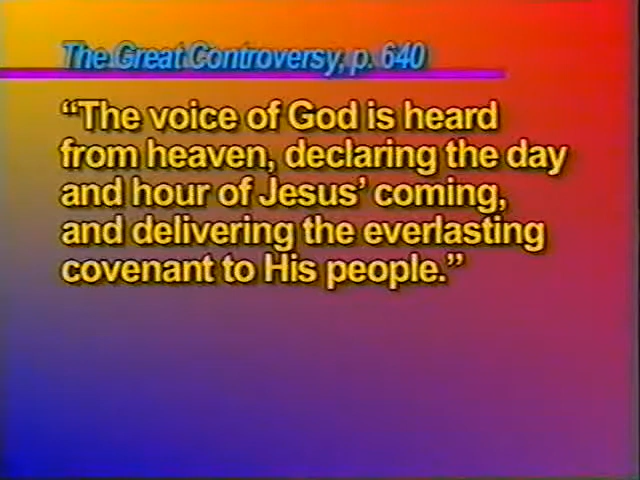 The Great Controversy, p. 640
“The voice of God is heard
from heaven, declaring the day
and hour of Jesus’ coming,
and delivering the everlasting
covenant to His people.”